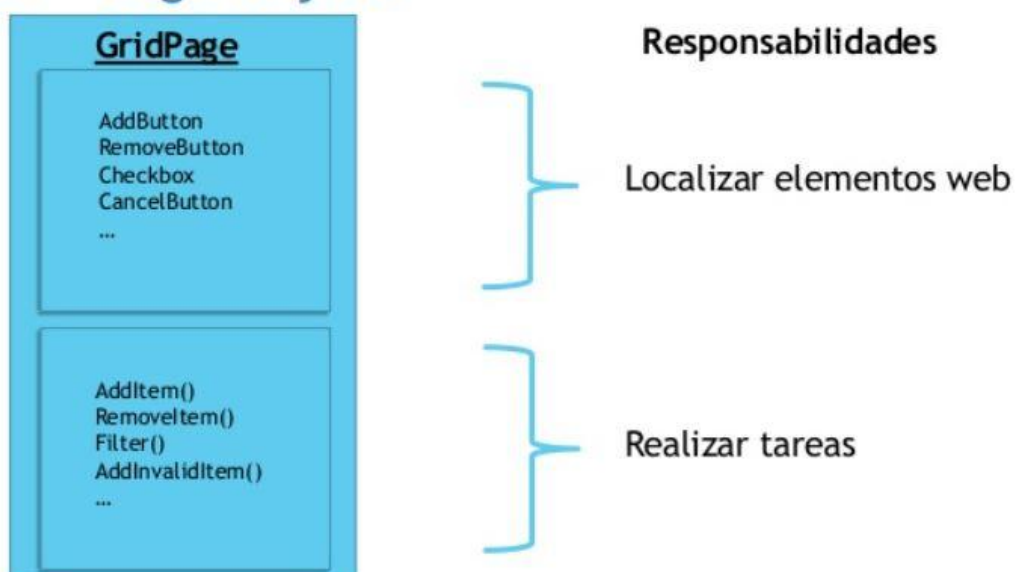 GridPage
AddButton
RemoveButton
Checkbox
CancelButton
...
AddItem()
RemoveItem()
Filter()
AddInvalidItem()
...
Responsabilidades
Localizar elementos web
Realizar tareas